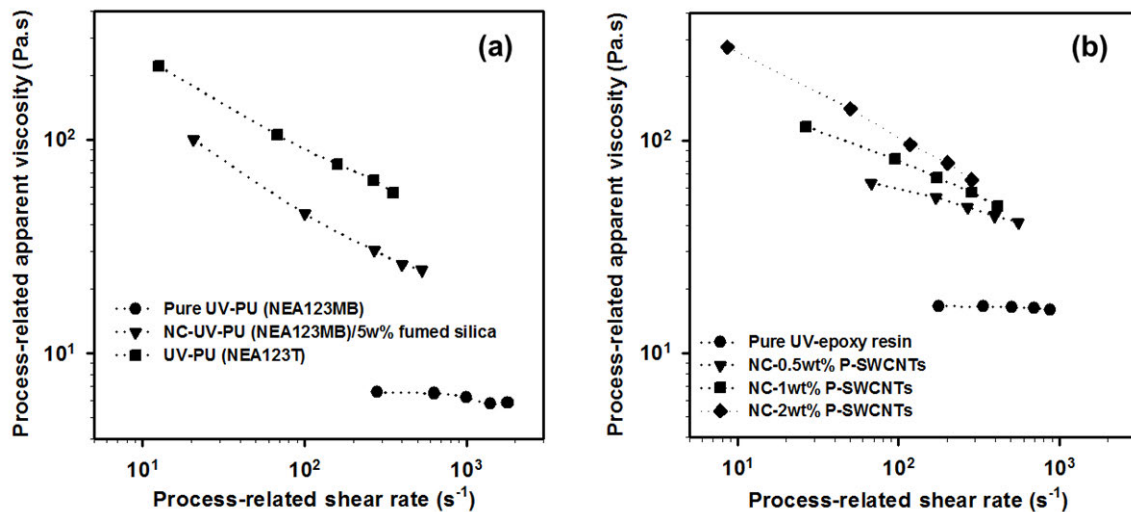 (a)
Process-related apparent viscosity (Pa.s)
10²
10¹
Pure UV-PU (NEA123MB)
NC-UV-PU (NEA123MB)/5w% fumed silica
UV-PU (NEA123T)
10¹ 10² 10³
Process-related shear rate (s⁻¹)
(b)
Process-related apparent viscosity (Pa.s)
10²
10¹
Pure UV-epoxy resin
NC-0.5wt% P-SWCNTs
NC-1wt% P-SWCNTs
NC-2wt% P-SWCNTs
10¹ 10² 10³
Process-related shear rate (s⁻¹)